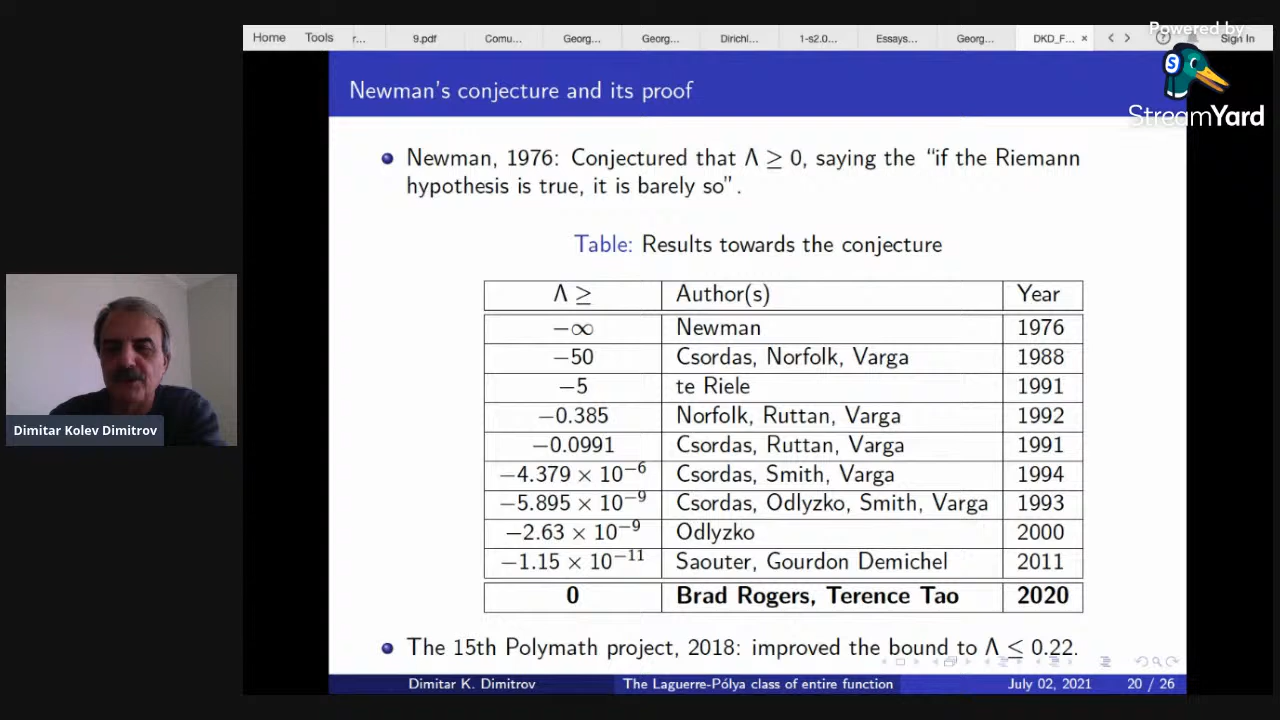 Powered by
StreamYard
Home Tools r... 9.pdf Comu... Georg... Georg... Dirichl... 1-s2.0... Essays... Georg... DKD_F... × Sign In
Newman's conjecture and its proof
Newman, 1976: Conjectured that Λ ≥ 0, saying the “if the Riemann
hypothesis is true, it is barely so”.
Table: Results towards the conjecture
Λ ≥ Author(s) Year
−∞ Newman 1976
−50 Csordas, Norfolk, Varga 1988
−5 te Riele 1991
−0.385 Norfolk, Ruttan, Varga 1992
−0.0991 Csordas, Ruttan, Varga 1991
−4.379 × 10⁻⁶ Csordas, Smith, Varga 1994
−5.895 × 10⁻⁹ Csordas, Odlyzko, Smith, Varga 1993
−2.63 × 10⁻⁹ Odlyzko 2000
−1.15 × 10⁻¹¹ Saouter, Gourdon Demichel 2011
0 Brad Rogers, Terence Tao 2020
The 15th Polymath project, 2018: improved the bound to Λ ≤ 0.22.
Dimitar K. Dimitrov The Laguerre-Pólya class of entire function July 02, 2021 20 / 26
Dimitar Kolev Dimitrov